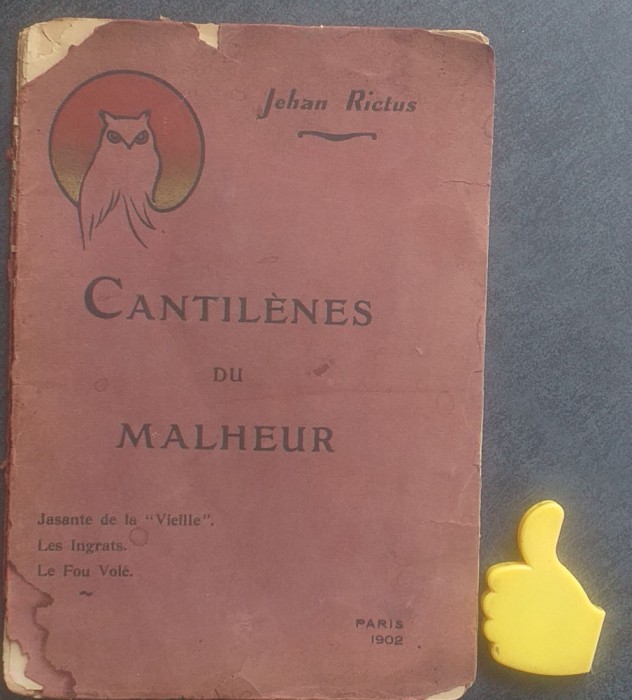 Jehan Rictus
CANTILÈNES
DU
MALHEUR
Jasante de la "Vieille".
Les Ingrats.
Le Fou Volé.
PARIS
1902